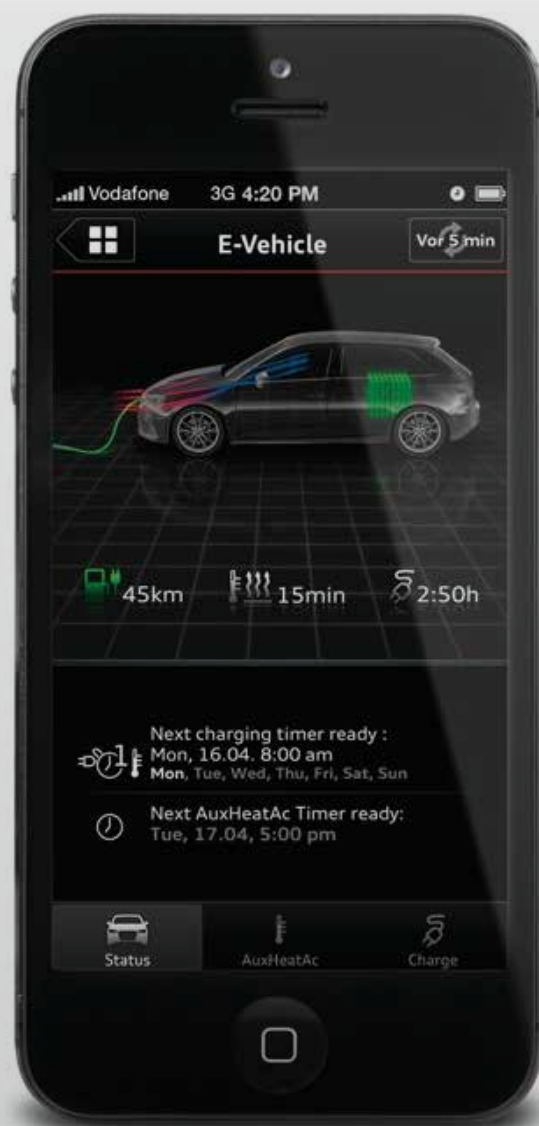 Vodafone 3G 4:20 PM
E-Vehicle
Vor 5 min
45km 15min 2:50h
1
Next charging timer ready :
Mon, 16.04. 8:00 am
Mon, Tue, Wed, Thu, Fri, Sat, Sun
Next AuxHeatAc Timer ready:
Tue, 17.04, 5:00 pm
Status AuxHeatAc Charge